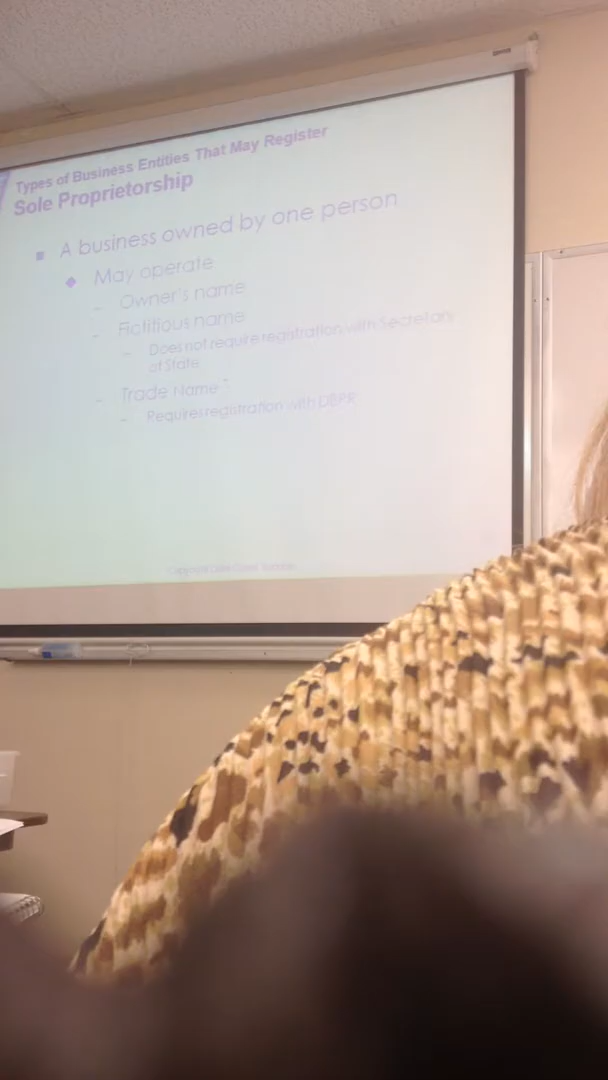 Types of Business Entities That May Register
Sole Proprietorship
A business owned by one person
May operate
Owner's name
Fictitious name
Does not require registration with Secretary
of State
Trade Name
Requires registration with DBPR